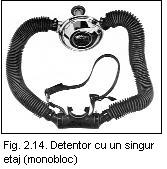 Fig. 2.14. Detentor cu un singur
etaj (monobloc)